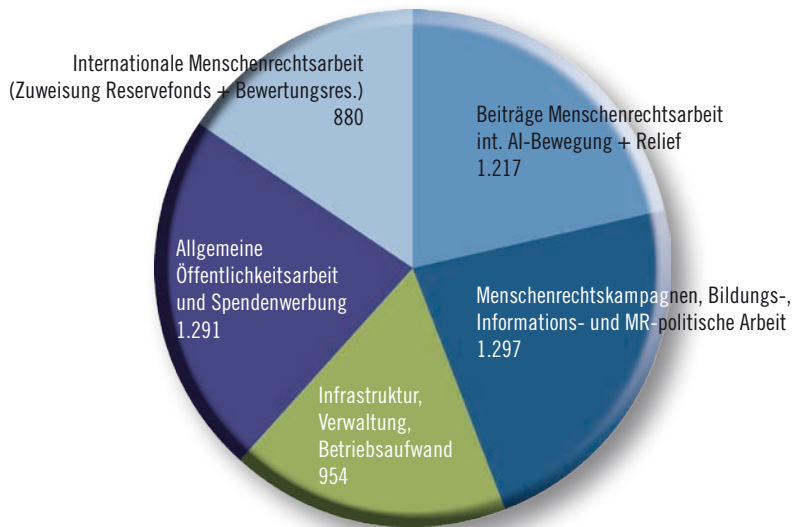 Internationale Menschenrechtsarbeit
(Zuweisung Reservefonds + Bewertungsres.)
880
Beiträge Menschenrechtsarbeit
int. AI-Bewegung + Relief
1.217
Allgemeine
Öffentlichkeitsarbeit
und Spendenwerbung
1.291
Menschenrechtskampagnen, Bildungs-,
Informations- und MR-politische Arbeit
1.297
Infrastruktur,
Verwaltung,
Betriebsaufwand
954